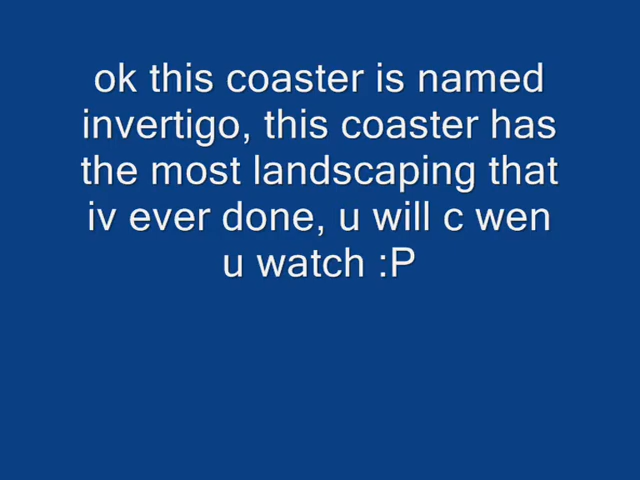 ok this coaster is named
invertigo, this coaster has
the most landscaping that
iv ever done, u will c wen
u watch :P